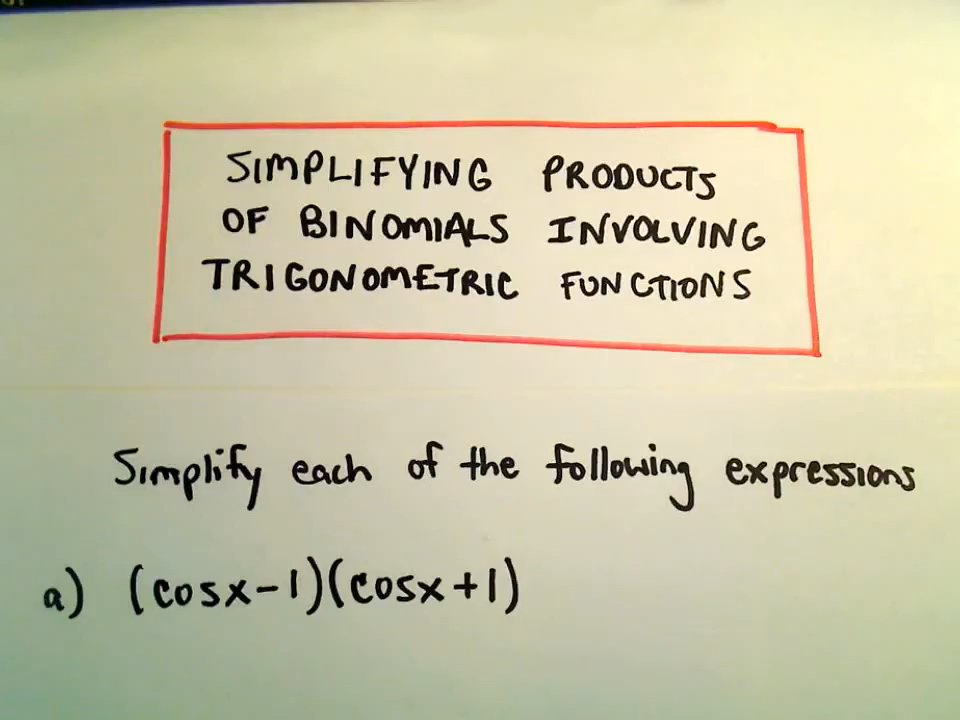 SIMPLIFYING PRODUCTS
OF BINOMIALS INVOLVING
TRIGONOMETRIC FUNCTIONS
Simplify each of the following expressions
a) (cosx-1)(cosx+1)